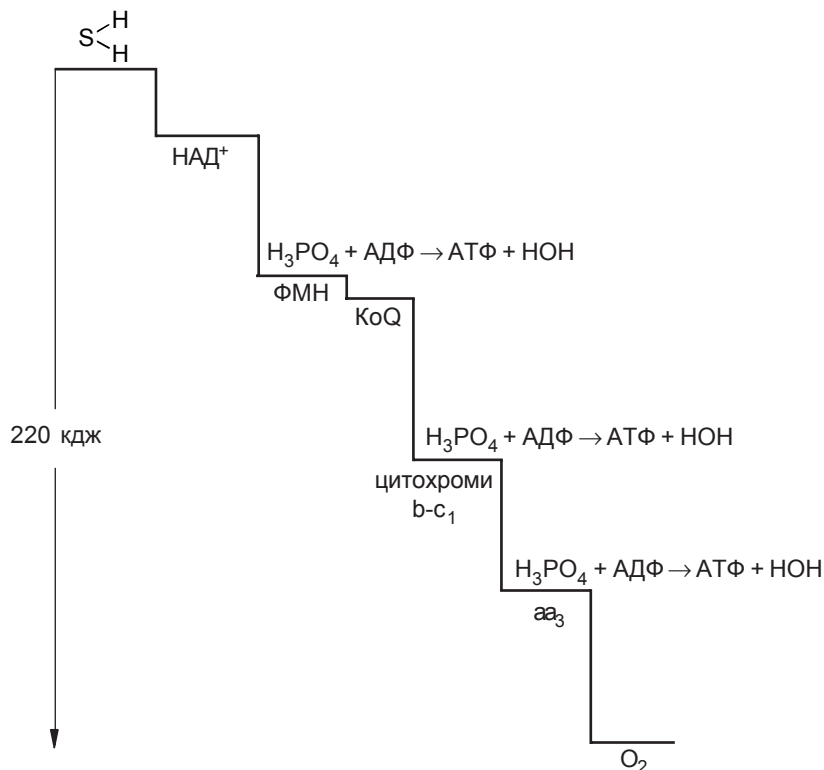 H
S
H
НАД⁺
H₃PO₄ + АДФ → АТФ + НОН
ФМН
КоQ
220 кдж
H₃PO₄ + АДФ → АТФ + НОН
цитохроми
b-c₁
H₃PO₄ + АДФ → АТФ + НОН
aa₃
O₂